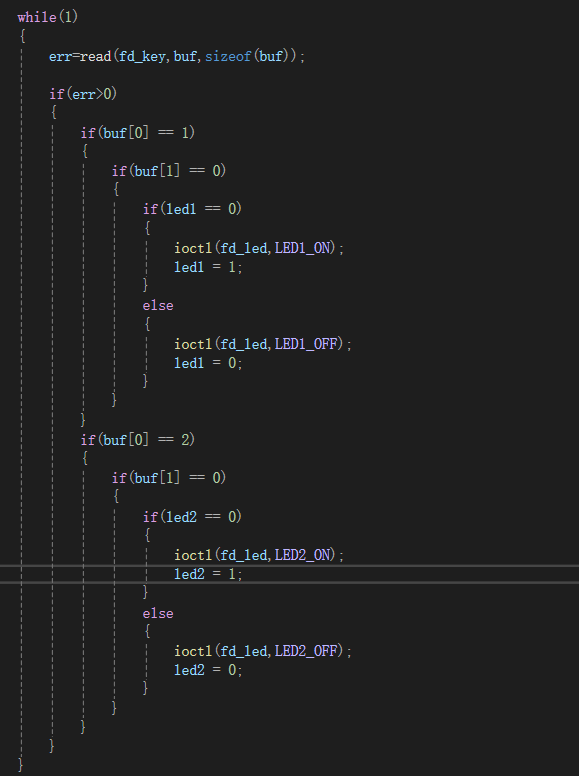 while(1)
{
err=read(fd_key,buf,sizeof(buf));
if(err>0)
{
if(buf[0] == 1)
{
if(buf[1] == 0)
{
if(led1 == 0)
{
ioctl(fd_led,LED1_ON);
led1 = 1;
}
else
{
ioctl(fd_led,LED1_OFF);
led1 = 0;
}
}
}
if(buf[0] == 2)
{
if(buf[1] == 0)
{
if(led2 == 0)
{
ioctl(fd_led,LED2_ON);
led2 = 1;
}
else
{
ioctl(fd_led,LED2_OFF);
led2 = 0;
}
}
}
}
}